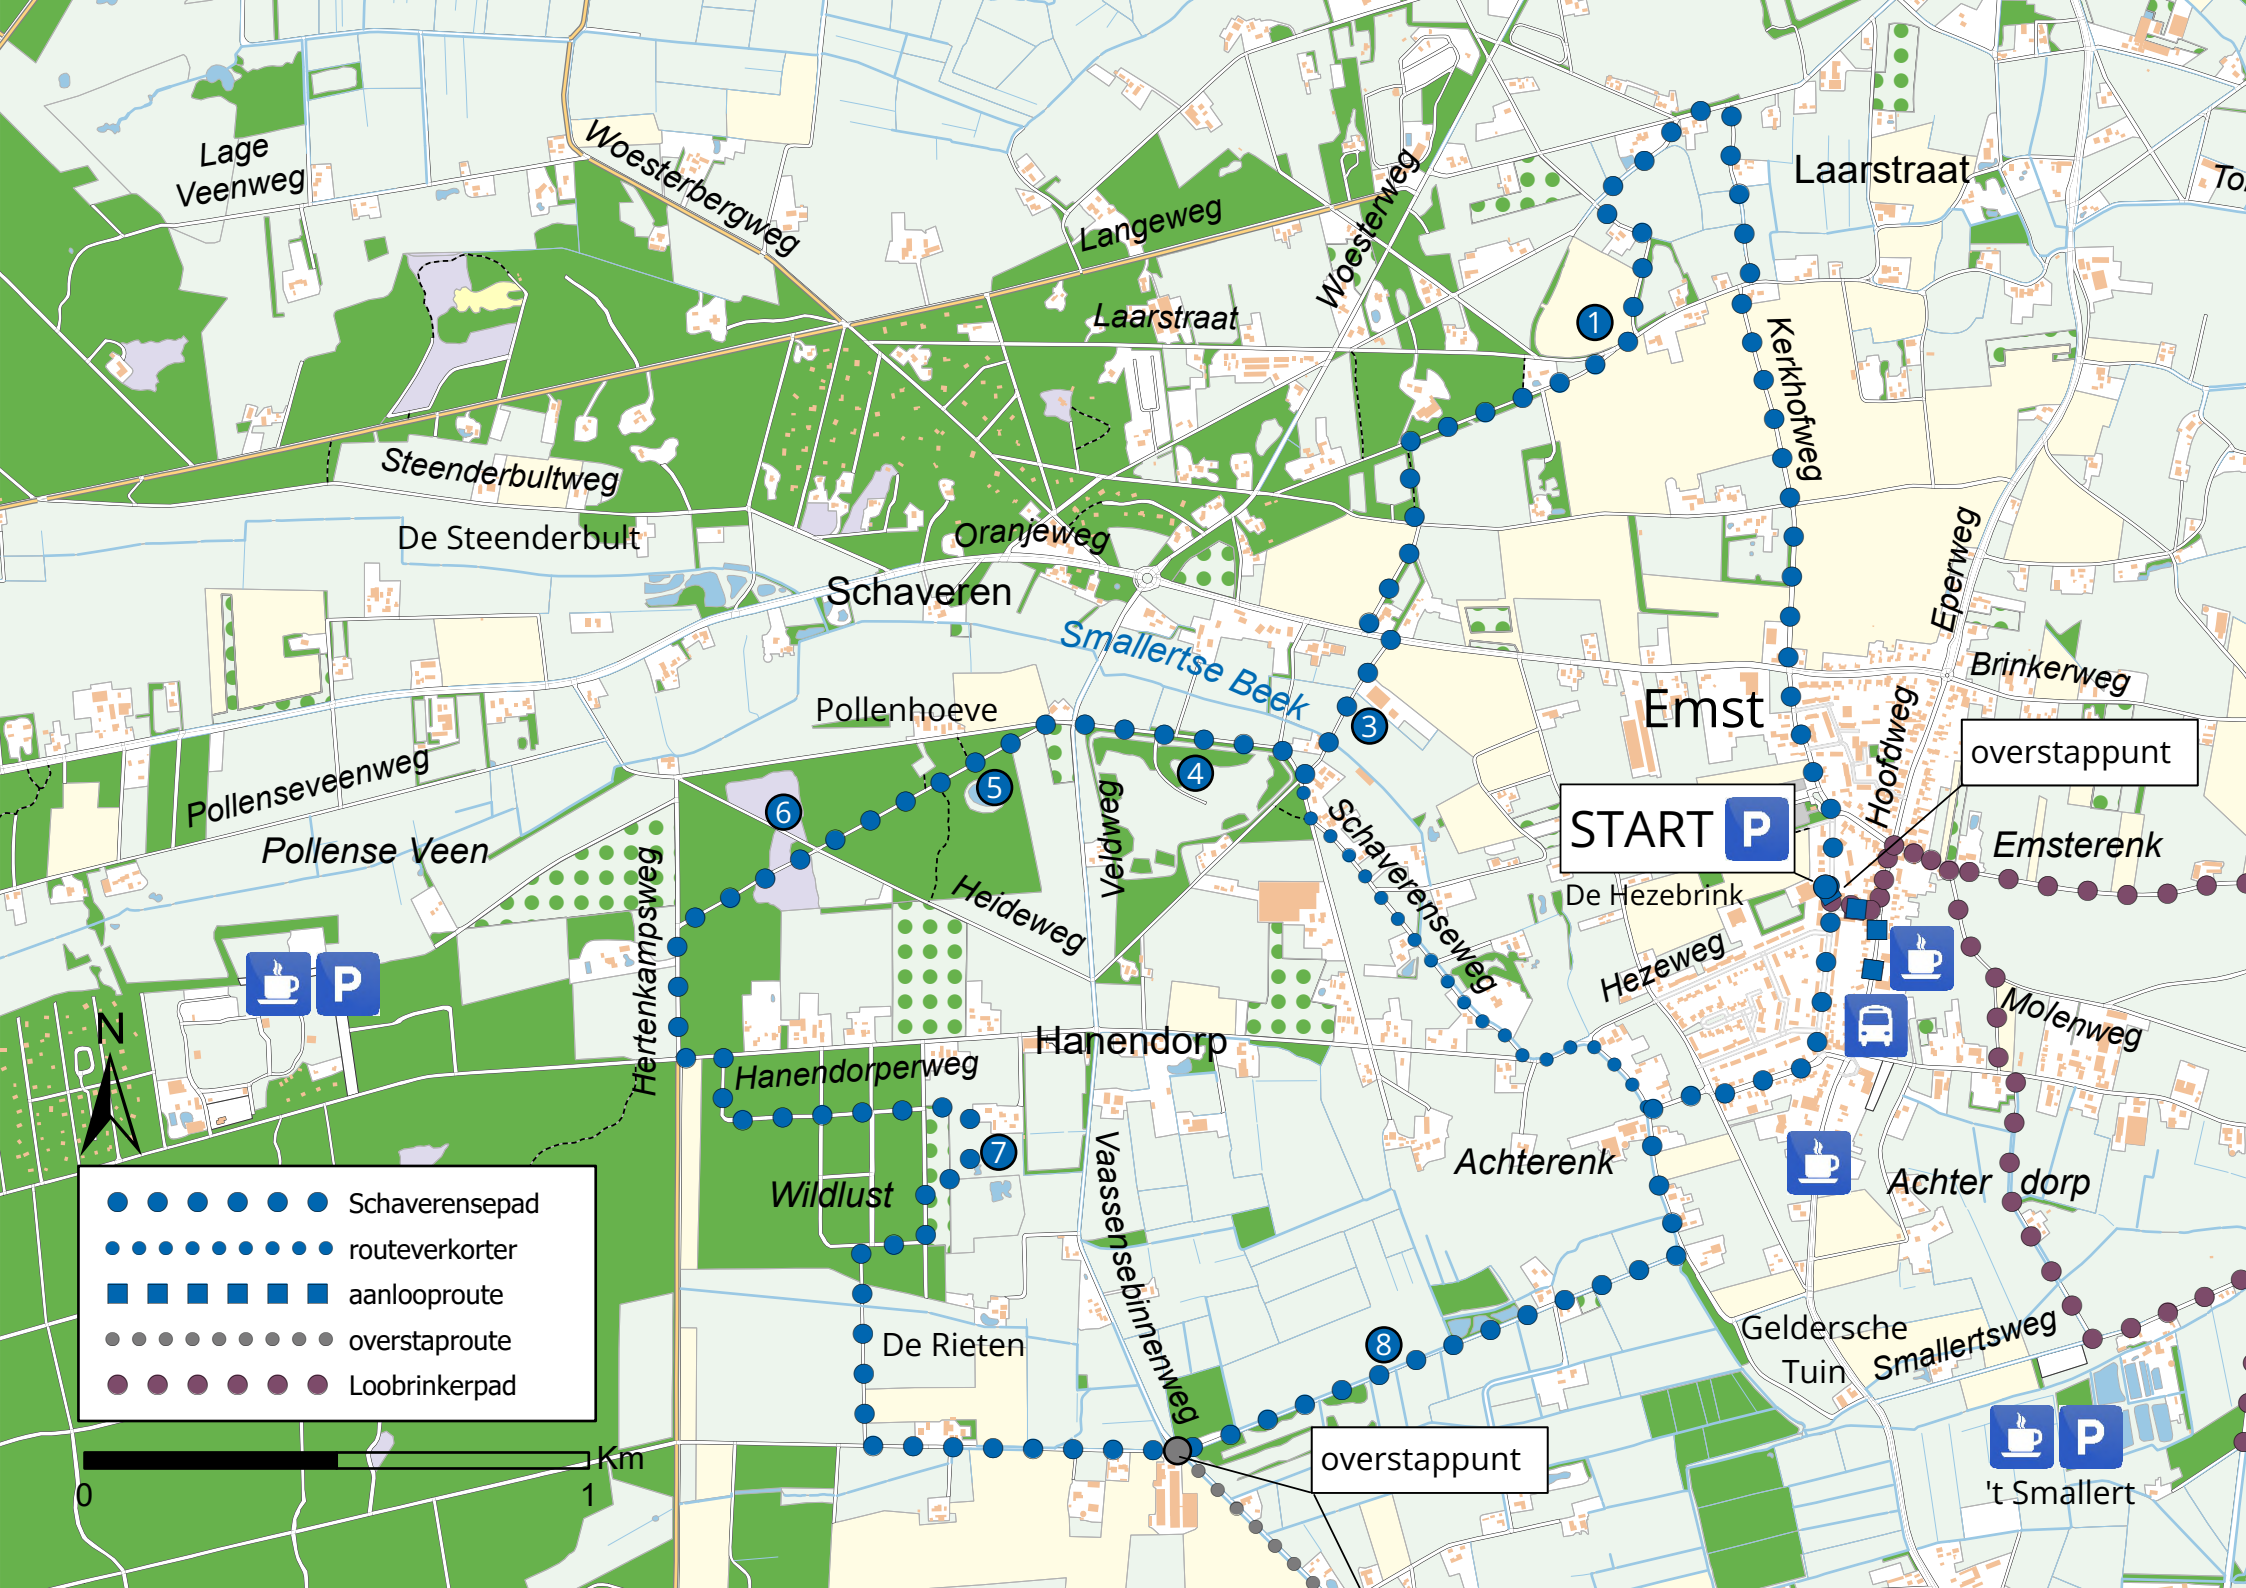 Lage
Veenweg
Woesterbergweg
Langeweg
Woesterweg
Laarstraat
Laarstraat
1
Kerkhofweg
Steenderbultweg
De Steenderbult
Oranjeweg
Schaveren
Smallertse Beek
Eperweg
Brinkerweg
Emst
Hoofdweg
overstappunt
Pollenhoeve
3
4
5
6
Pollenseveenweg
Pollense Veen
Veldweg
Schaverenseweg
START P
De Hezebrink
Emsterenk
Heideweg
Hertenkampsweg
Hezeweg
P
Molenweg
N
Hanendorp
Hanendorperweg
7
Wildlust
Vaassensebinnenweg
Achterenk
Achter dorp
Schaverensepad
routeverkorter
aanlooproute
overstaproute
Loobrinkerpad
De Rieten
8
Geldersche
Tuin
Smallertsweg
overstappunt
P
't Smallert
Km
0 1